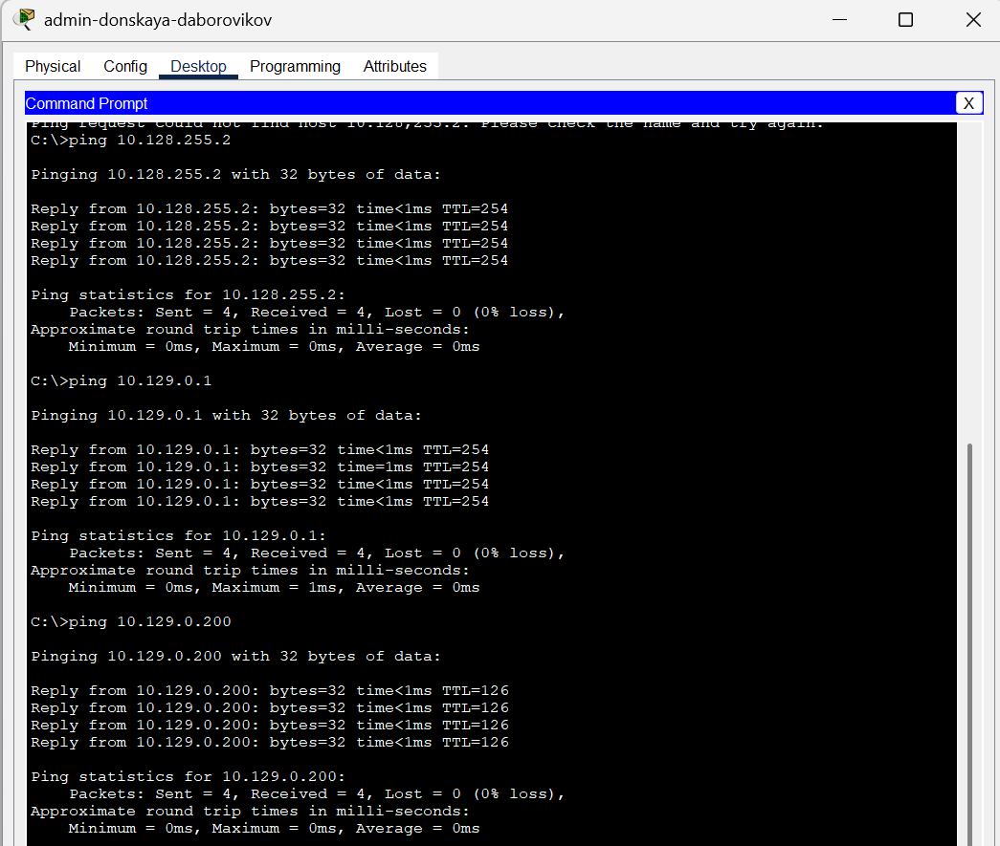 admin-donskaya-daborovikov
Physical Config Desktop Programming Attributes
Command Prompt X
Ping request could not find host 10.128,255.2. Please check the name and try again.
C:\>ping 10.128.255.2
Pinging 10.128.255.2 with 32 bytes of data:
Reply from 10.128.255.2: bytes=32 time<1ms TTL=254
Reply from 10.128.255.2: bytes=32 time<1ms TTL=254
Reply from 10.128.255.2: bytes=32 time<1ms TTL=254
Reply from 10.128.255.2: bytes=32 time<1ms TTL=254
Ping statistics for 10.128.255.2:
Packets: Sent = 4, Received = 4, Lost = 0 (0% loss),
Approximate round trip times in milli-seconds:
Minimum = 0ms, Maximum = 0ms, Average = 0ms
C:\>ping 10.129.0.1
Pinging 10.129.0.1 with 32 bytes of data:
Reply from 10.129.0.1: bytes=32 time<1ms TTL=254
Reply from 10.129.0.1: bytes=32 time=1ms TTL=254
Reply from 10.129.0.1: bytes=32 time<1ms TTL=254
Reply from 10.129.0.1: bytes=32 time<1ms TTL=254
Ping statistics for 10.129.0.1:
Packets: Sent = 4, Received = 4, Lost = 0 (0% loss),
Approximate round trip times in milli-seconds:
Minimum = 0ms, Maximum = 1ms, Average = 0ms
C:\>ping 10.129.0.200
Pinging 10.129.0.200 with 32 bytes of data:
Reply from 10.129.0.200: bytes=32 time<1ms TTL=126
Reply from 10.129.0.200: bytes=32 time<1ms TTL=126
Reply from 10.129.0.200: bytes=32 time<1ms TTL=126
Reply from 10.129.0.200: bytes=32 time<1ms TTL=126
Ping statistics for 10.129.0.200:
Packets: Sent = 4, Received = 4, Lost = 0 (0% loss),
Approximate round trip times in milli-seconds:
Minimum = 0ms, Maximum = 0ms, Average = 0ms